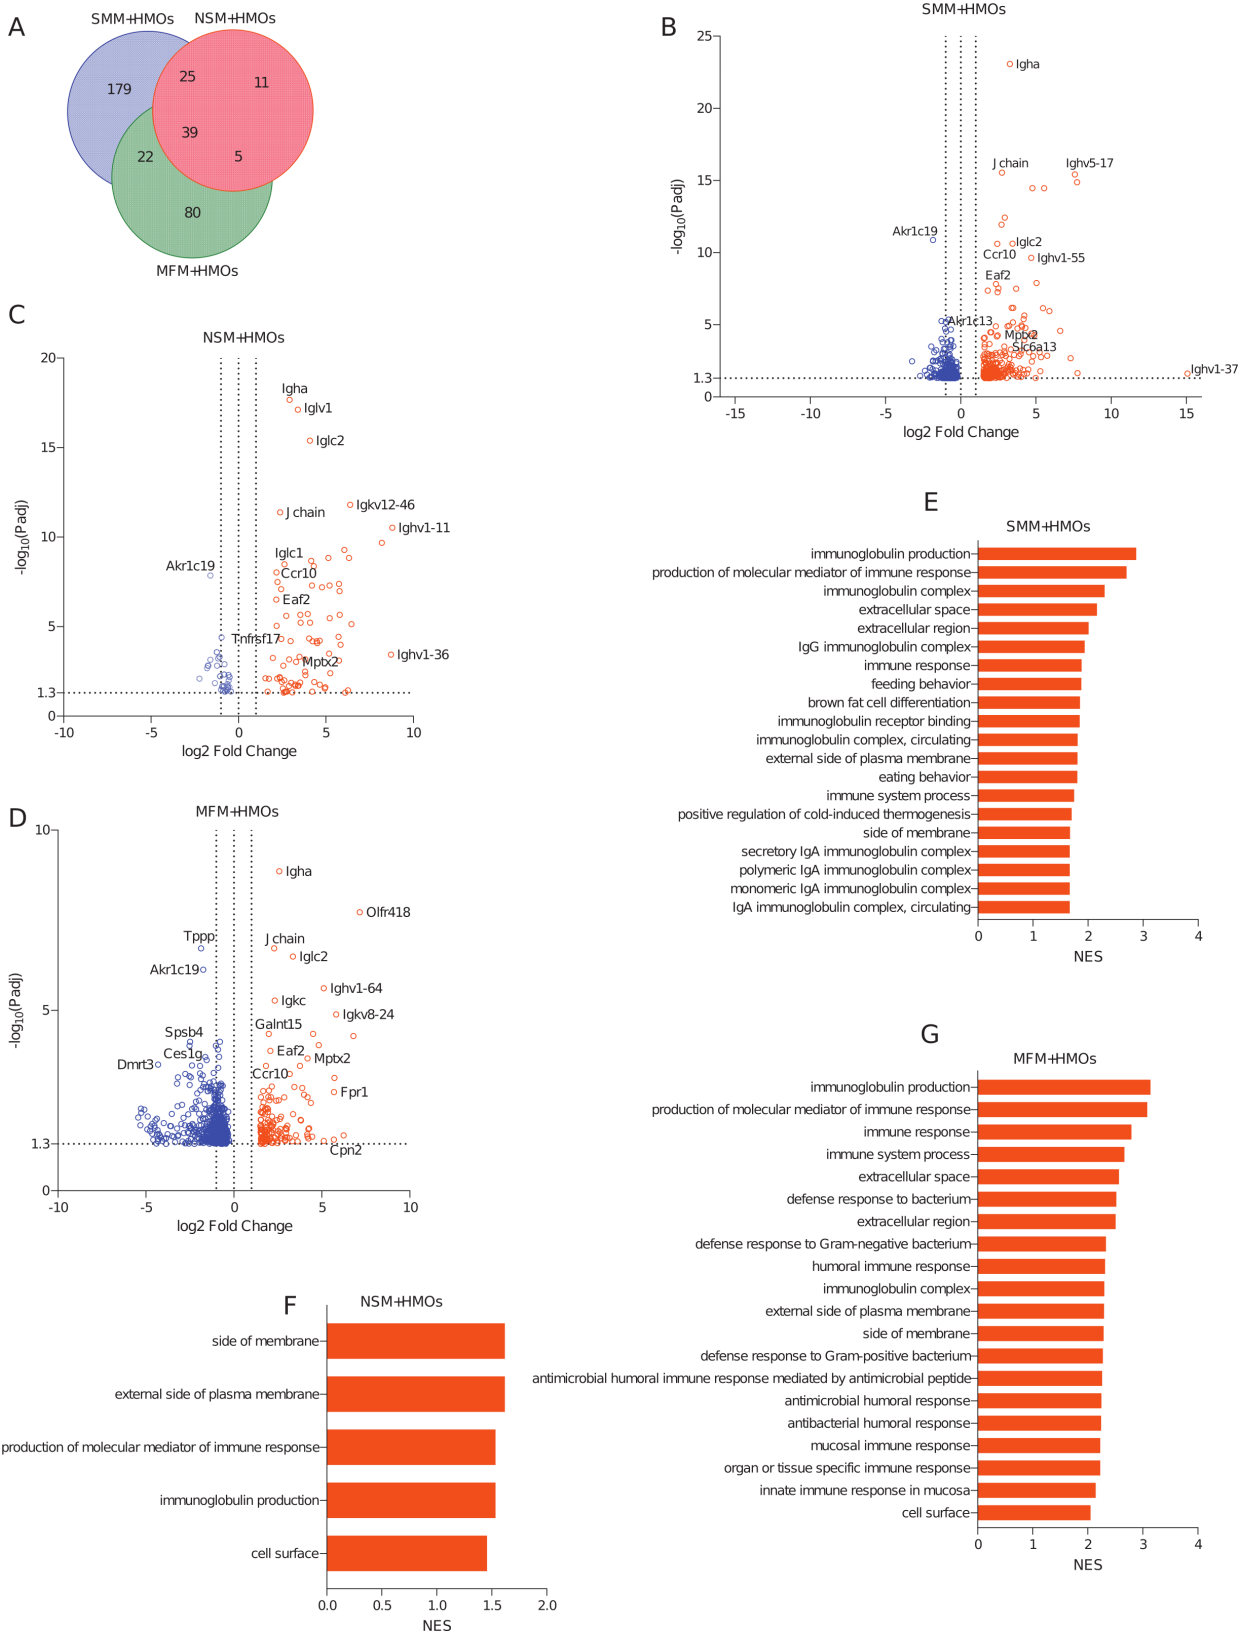 A
SMM+HMOs
NSM+HMOs
179
25
11
39
22
5
80
MFM+HMOs
B
SMM+HMOs
25
20
15
10
5
1.3
0
-log10(Padj)
Igha
J chain
Ighv5-17
Akr1c19
Iglc2
Ccr10
Ighv1-55
Eaf2
Akr1c13
Mptx2
Slc6a13
Ighv1-37
-15
-10
-5
0
5
10
15
log2 Fold Change
C
NSM+HMOs
20
15
10
5
1.3
0
-log10(Padj)
Igha
Iglv1
Iglc2
Igkv12-46
J chain
Ighv1-11
Iglc1
Akr1c19
Ccr10
Eaf2
Tnfrsf17
Mptx2
Ighv1-36
-10
-5
0
5
10
log2 Fold Change
D
MFM+HMOs
10
5
1.3
0
-log10(Padj)
Igha
Olfr418
Tppp
J chain
Iglc2
Akr1c19
Ighv1-64
Igkc
Igkv8-24
Galnt15
Spsb4
Eaf2
Ces1g
Mptx2
Dmrt3
Ccr10
Fpr1
Cpn2
-10
-5
0
5
10
log2 Fold Change
E
SMM+HMOs
immunoglobulin production
production of molecular mediator of immune response
immunoglobulin complex
extracellular space
extracellular region
IgG immunoglobulin complex
immune response
feeding behavior
brown fat cell differentiation
immunoglobulin receptor binding
immunoglobulin complex, circulating
external side of plasma membrane
eating behavior
immune system process
positive regulation of cold-induced thermogenesis
side of membrane
secretory IgA immunoglobulin complex
polymeric IgA immunoglobulin complex
monomeric IgA immunoglobulin complex
IgA immunoglobulin complex, circulating
0
1
2
3
4
NES
F
NSM+HMOs
side of membrane
external side of plasma membrane
production of molecular mediator of immune response
immunoglobulin production
cell surface
0.0
0.5
1.0
1.5
2.0
NES
G
MFM+HMOs
immunoglobulin production
production of molecular mediator of immune response
immune response
immune system process
extracellular space
defense response to bacterium
extracellular region
defense response to Gram-negative bacterium
humoral immune response
immunoglobulin complex
external side of plasma membrane
side of membrane
defense response to Gram-positive bacterium
antimicrobial humoral immune response mediated by antimicrobial peptide
antimicrobial humoral response
antibacterial humoral response
mucosal immune response
organ or tissue specific immune response
innate immune response in mucosa
cell surface
0
1
2
3
4
NES